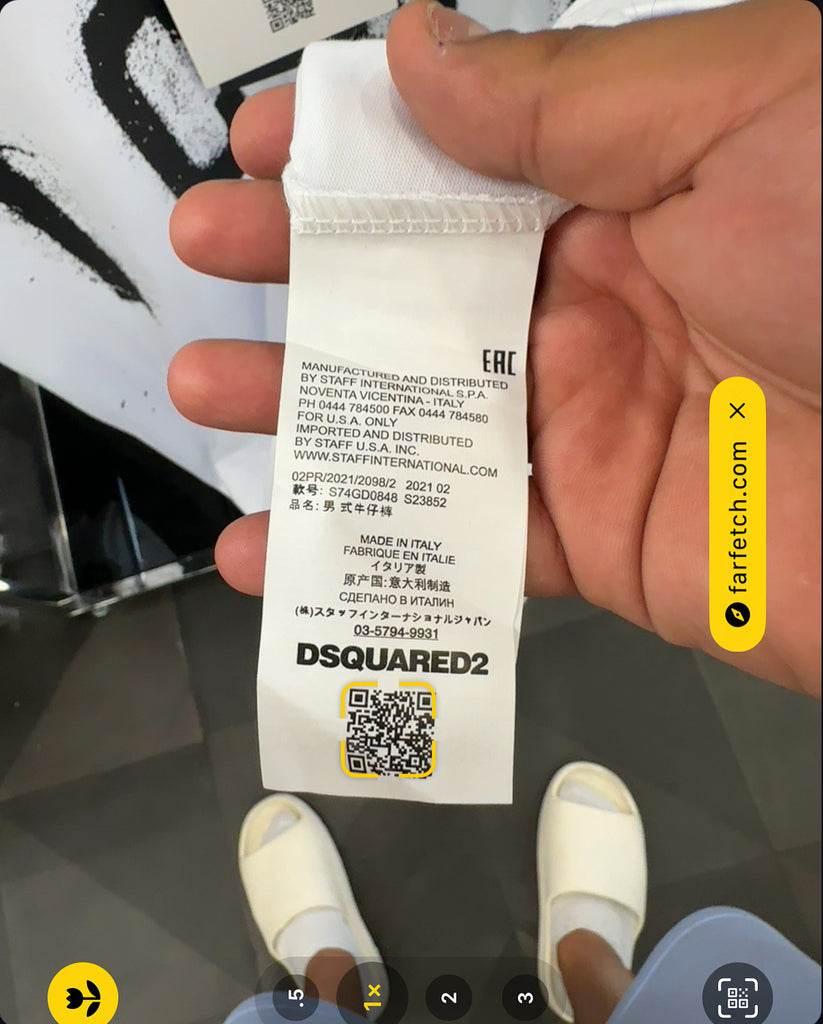 EAC
MANUFACTURED AND DISTRIBUTED
BY STAFF INTERNATIONAL S.P.A.
NOVENTA VICENTINA - ITALY
PH 0444 784500 FAX 0444 784580
FOR U.S.A. ONLY
IMPORTED AND DISTRIBUTED
BY STAFF U.S.A. INC.
WWW.STAFFINTERNATIONAL.COM
02PR/2021/2098/2 2021 02
款号: S74GD0848 S23852
品名: 男 式牛仔裤
MADE IN ITALY
FABRIQUE EN ITALIE
イタリア製
原产国:意大利制造
СДЕПАНО В ИТАЛИН
(株)スタッフインターナショナルジャパン
03-5794-9931
DSQUARED2
farfetch.com ×
.5
1×
2
3